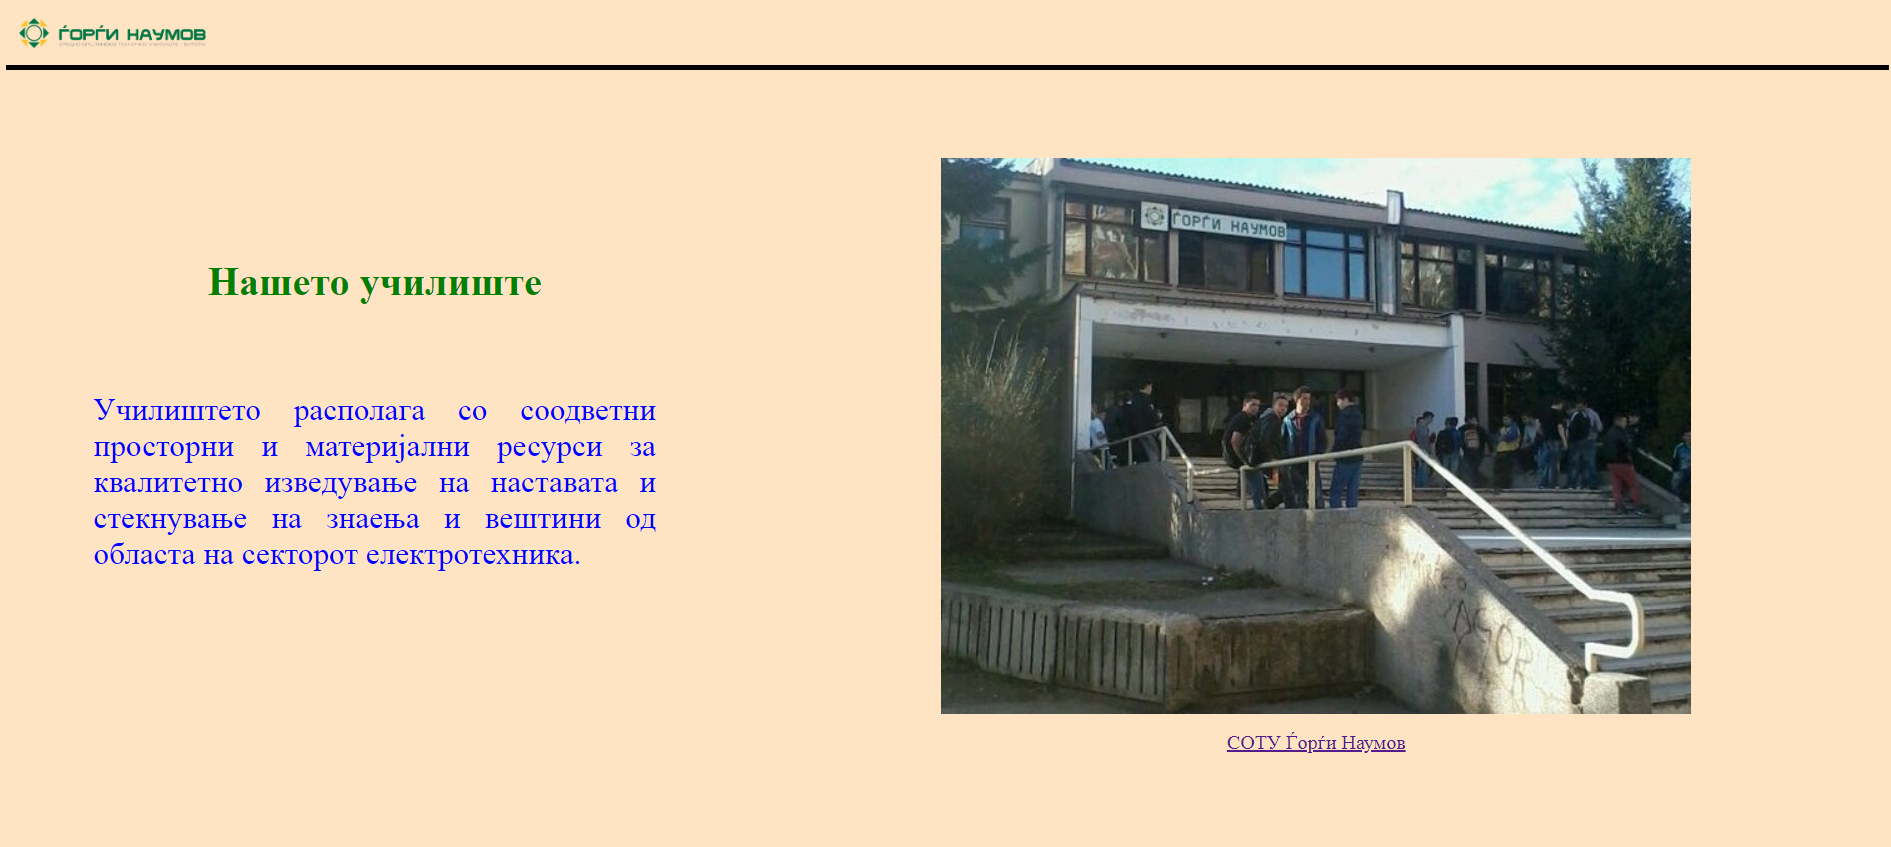 ЃОРЃИ НАУМОВ
Нашето училиште
Училиштето располага со соодветни
просторни и материјални ресурси за
квалитетно изведување на наставата и
стекнување на знаења и вештини од
областа на секторот електротехника.
ЃОРЃИ НАУМОВ
СОТУ Ѓорѓи Наумов